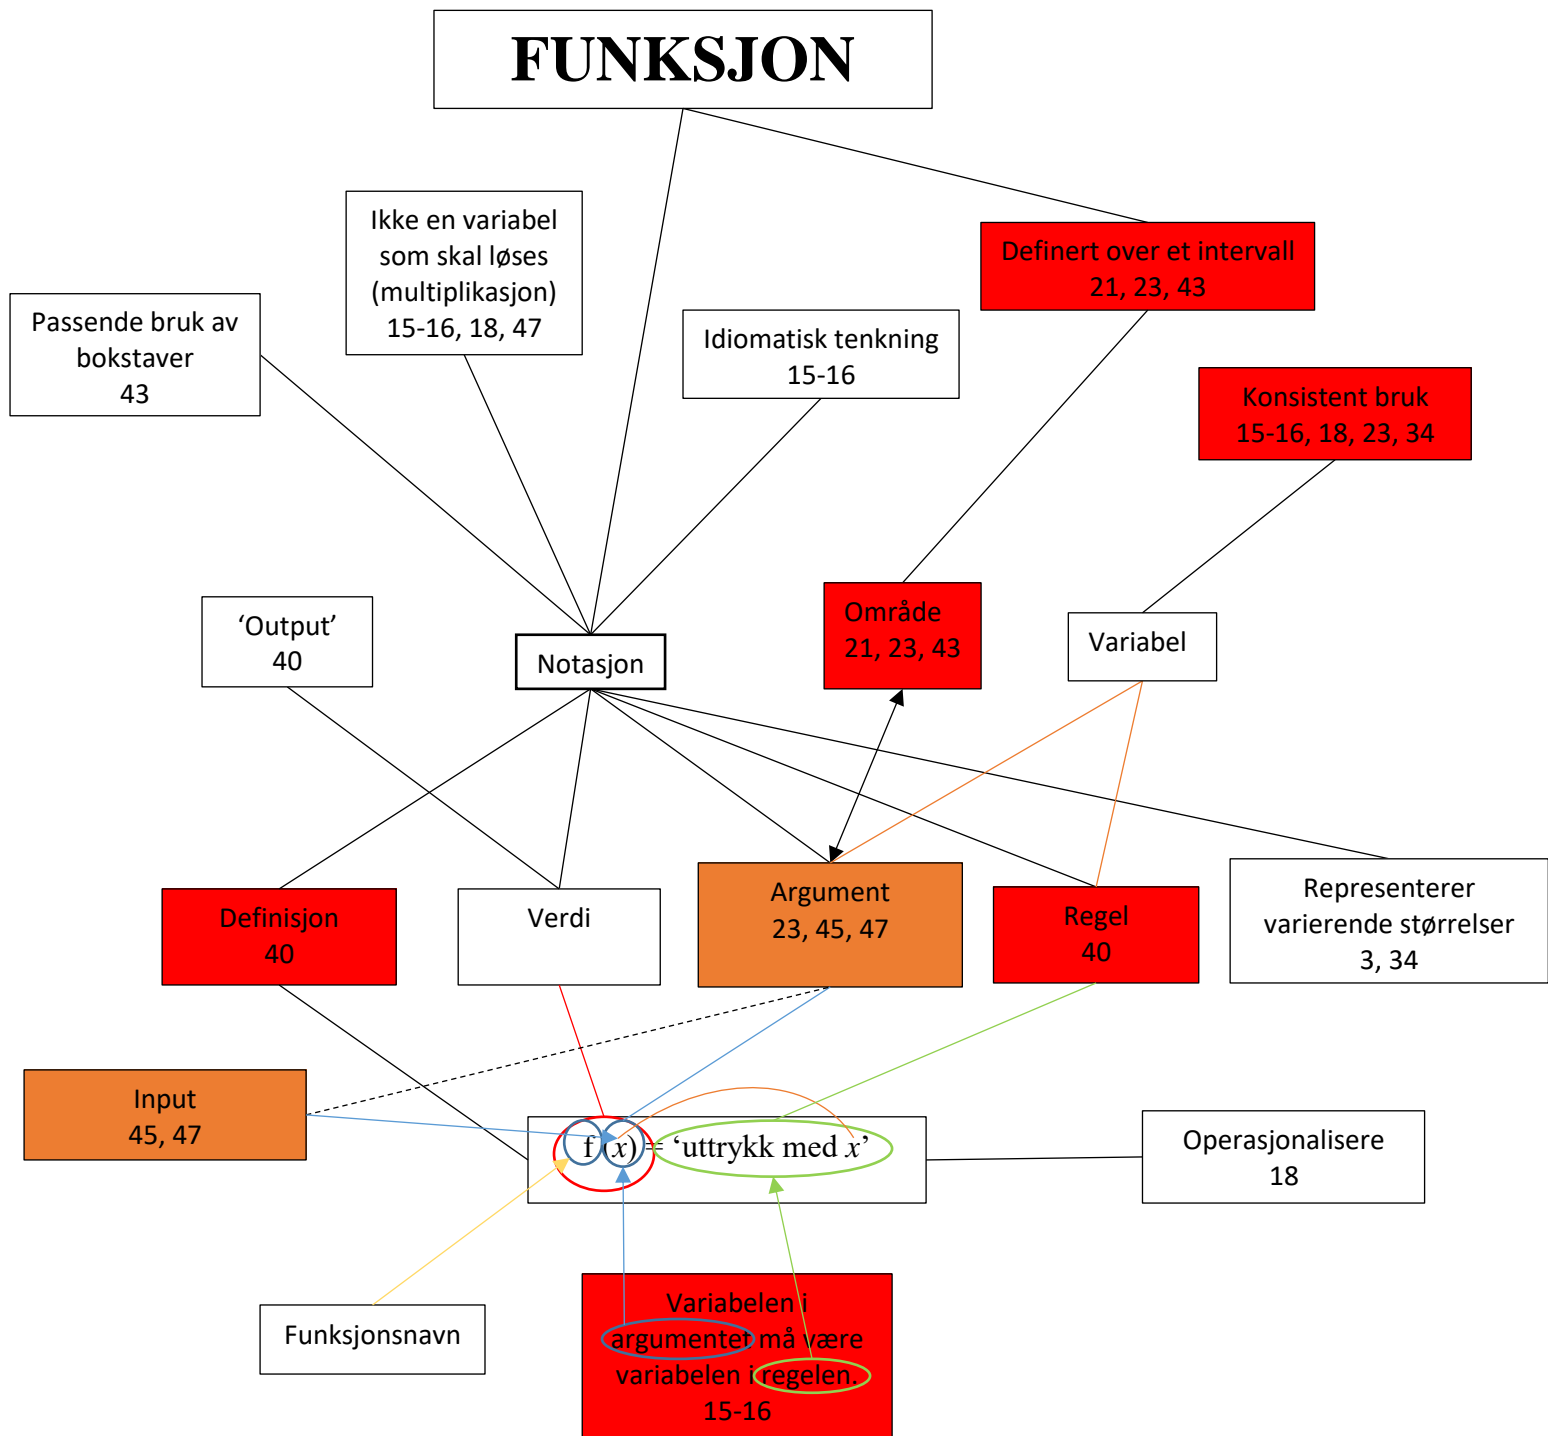 FUNKSJON
Ikke en variabel
som skal løses
(multiplikasjon)
15-16, 18, 47
Definert over et intervall
21, 23, 43
Passende bruk av
bokstaver
43
Idiomatisk tenkning
15-16
Konsistent bruk
15-16, 18, 23, 34
‘Output’
40
Notasjon
Område
21, 23, 43
Variabel
Definisjon
40
Verdi
Argument
23, 45, 47
Regel
40
Representerer
varierende størrelser
3, 34
Input
45, 47
f (x) = ‘uttrykk med x’
Operasjonalisere
18
Funksjonsnavn
Variabelen i
argumentet må være
variabelen i regelen.
15-16